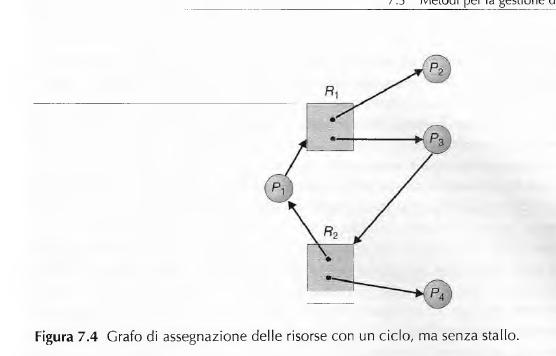 7.3 Metodi per la gestione d
P2
R1
P3
P1
R2
P4
Figura 7.4 Grafo di assegnazione delle risorse con un ciclo, ma senza stallo.